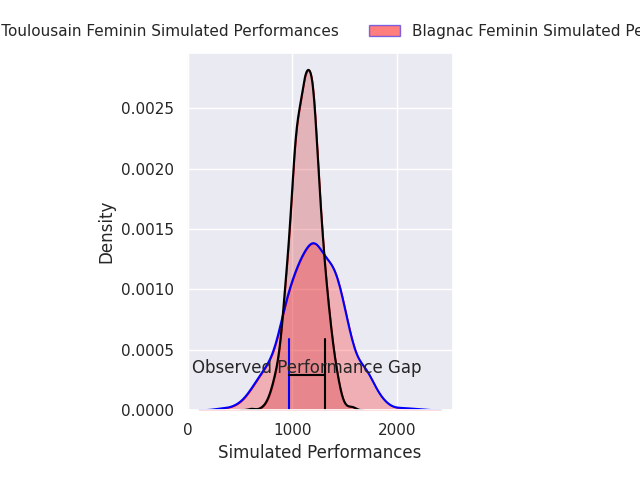 Toulousain Feminin Simulated Performances
Blagnac Feminin Simulated
0.0025
0.0020
0.0015
0.0010
0.0005
0.0000
Density
Observed Performance Gap
0
1000
2000
Simulated Performances